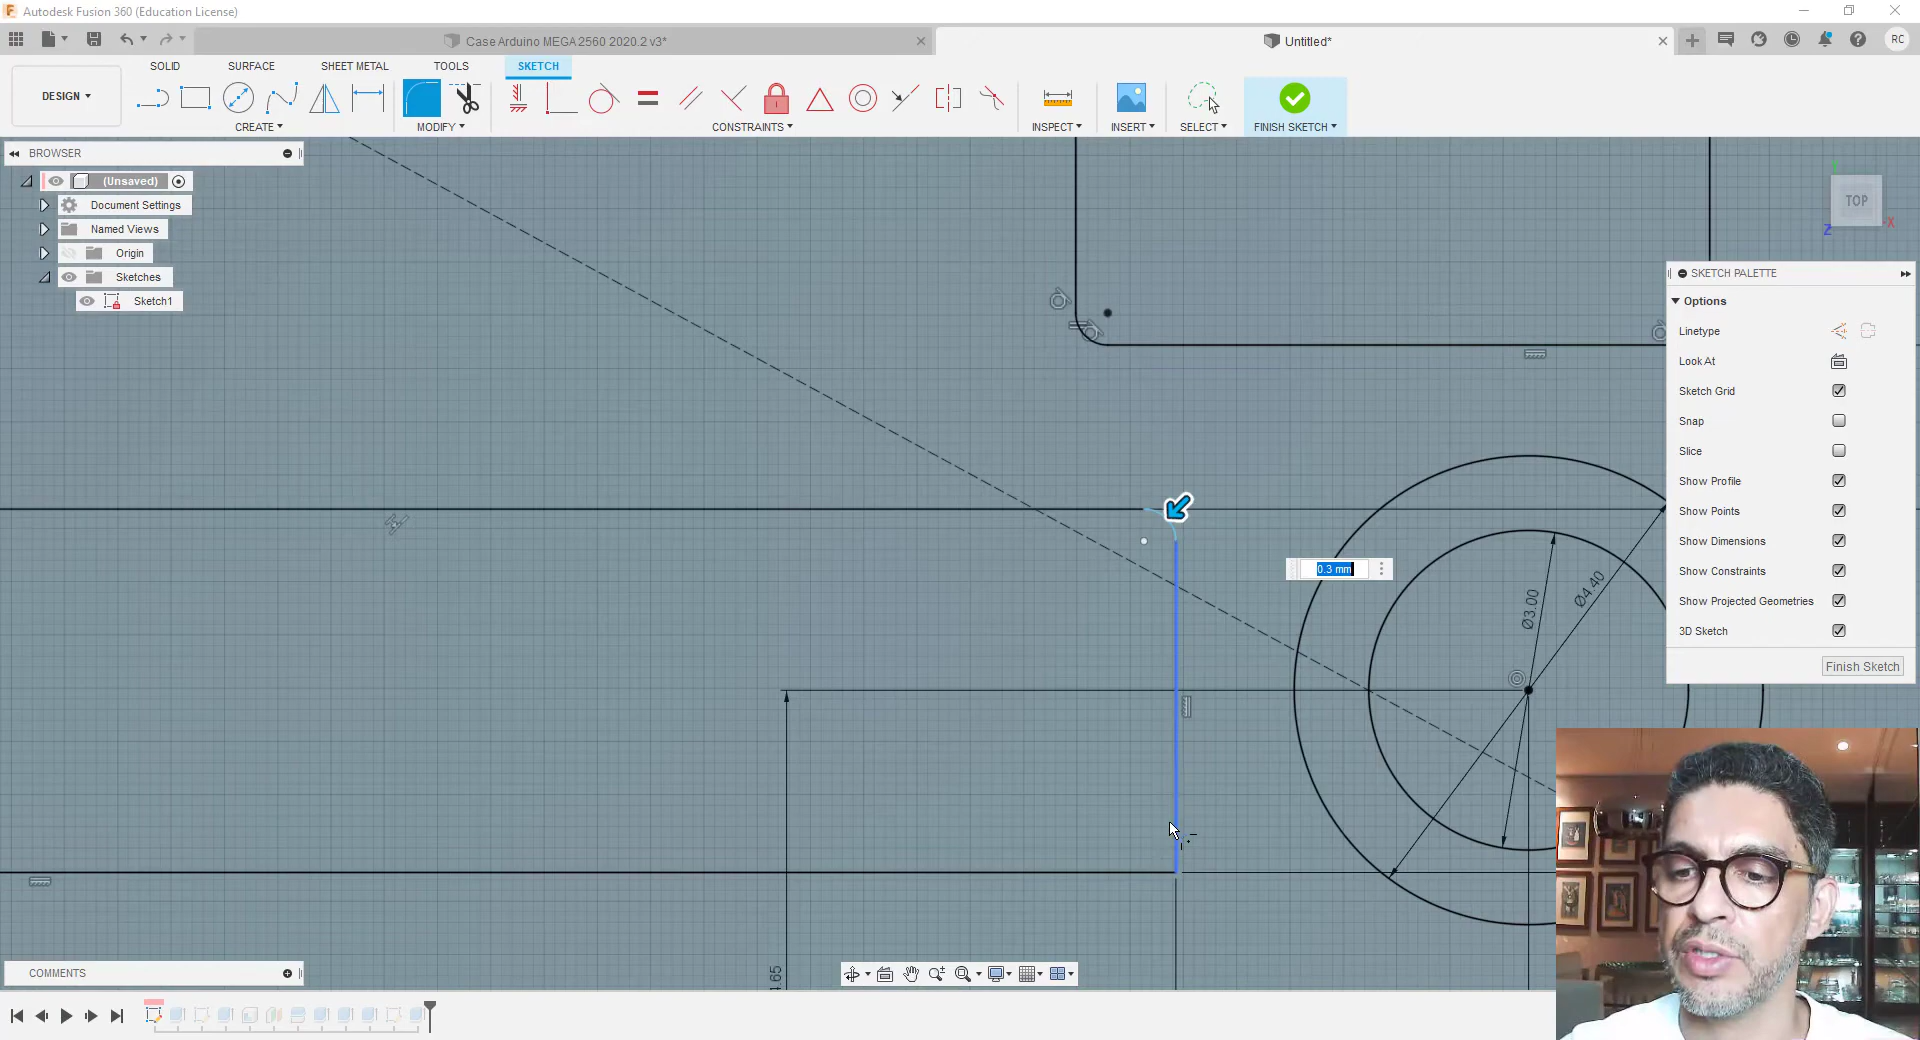 Autodesk Fusion 360 (Education License)
Case Arduino MEGA 2560 2020.2 v3*
Untitled*
RC
DESIGN
SOLID
SURFACE
SHEET METAL
TOOLS
SKETCH
CREATE
MODIFY
CONSTRAINTS
INSPECT
INSERT
SELECT
FINISH SKETCH
BROWSER
(Unsaved)
Document Settings
Named Views
Origin
Sketches
Sketch1
TOP
X
Z
SKETCH PALETTE
Options
Linetype
Look At
Sketch Grid
Snap
Slice
Show Profile
Show Points
Show Dimensions
Show Constraints
Show Projected Geometries
3D Sketch
Finish Sketch
0.3 mm
Ø3.00
Ø4.40
COMMENTS